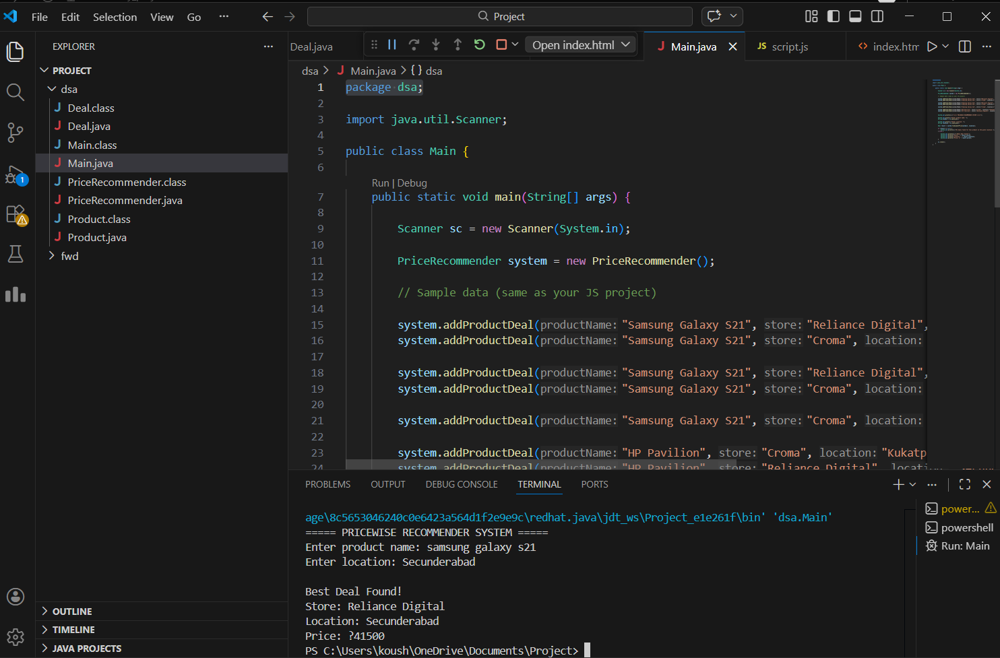 File Edit Selection View Go ··· Project
EXPLORER ···
Deal.java Open index.html Main.java JS script.js <> index.htm ···
PROJECT
dsa
Deal.class
Deal.java
Main.class
Main.java
PriceRecommender.class
PriceRecommender.java
Product.class
Product.java
fwd
1
OUTLINE
TIMELINE
JAVA PROJECTS
dsa > J Main.java > {} dsa
1 package dsa;
2
3 import java.util.Scanner;
4
5 public class Main {
6
Run | Debug
7 public static void main(String[] args) {
8
9 Scanner sc = new Scanner(System.in);
10
11 PriceRecommender system = new PriceRecommender();
12
13 // Sample data (same as your JS project)
14
15 system.addProductDeal(productName: "Samsung Galaxy S21", store: "Reliance Digital",
16 system.addProductDeal(productName: "Samsung Galaxy S21", store: "Croma", location:
17
18 system.addProductDeal(productName: "Samsung Galaxy S21", store: "Reliance Digital",
19 system.addProductDeal(productName: "Samsung Galaxy S21", store: "Croma", location:
20
21 system.addProductDeal(productName: "Samsung Galaxy S21", store: "Croma", location:
22
23 system.addProductDeal(productName: "HP Pavilion", store: "Croma", location: "Kukatp
24 system.addProductDeal(productName: "HP Pavilion", store: "Reliance Digital", locati
PROBLEMS OUTPUT DEBUG CONSOLE TERMINAL PORTS ···
age\8c5653046240c0e6423a564d1f2e9e9c\redhat.java\jdt_ws\Project_e1e261f\bin' 'dsa.Main'
===== PRICEWISE RECOMMENDER SYSTEM =====
Enter product name: samsung galaxy s21
Enter location: Secunderabad
Best Deal Found!
Store: Reliance Digital
Location: Secunderabad
Price: ?41500
PS C:\Users\koush\OneDrive\Documents\Project>
power...
powershell
Run: Main